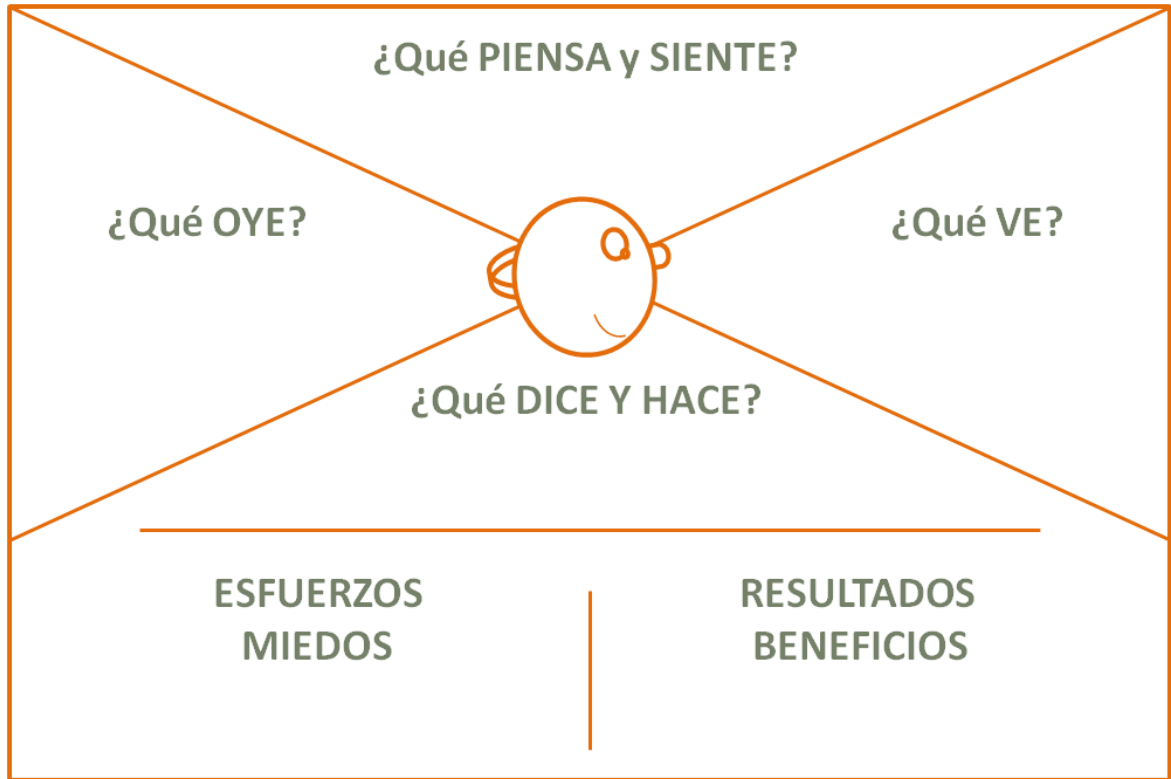 ¿Qué PIENSA y SIENTE?
¿Qué OYE?
¿Qué VE?
¿Qué DICE Y HACE?
ESFUERZOS
MIEDOS
RESULTADOS
BENEFICIOS